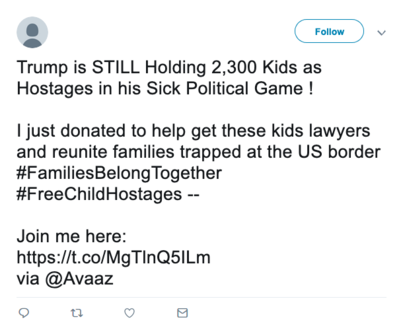 Follow
Trump is STILL Holding 2,300 Kids as
Hostages in his Sick Political Game !
I just donated to help get these kids lawyers
and reunite families trapped at the US border
#FamiliesBelongTogether
#FreeChildHostages --
Join me here:
https://t.co/MgTlnQ5ILm
via @Avaaz